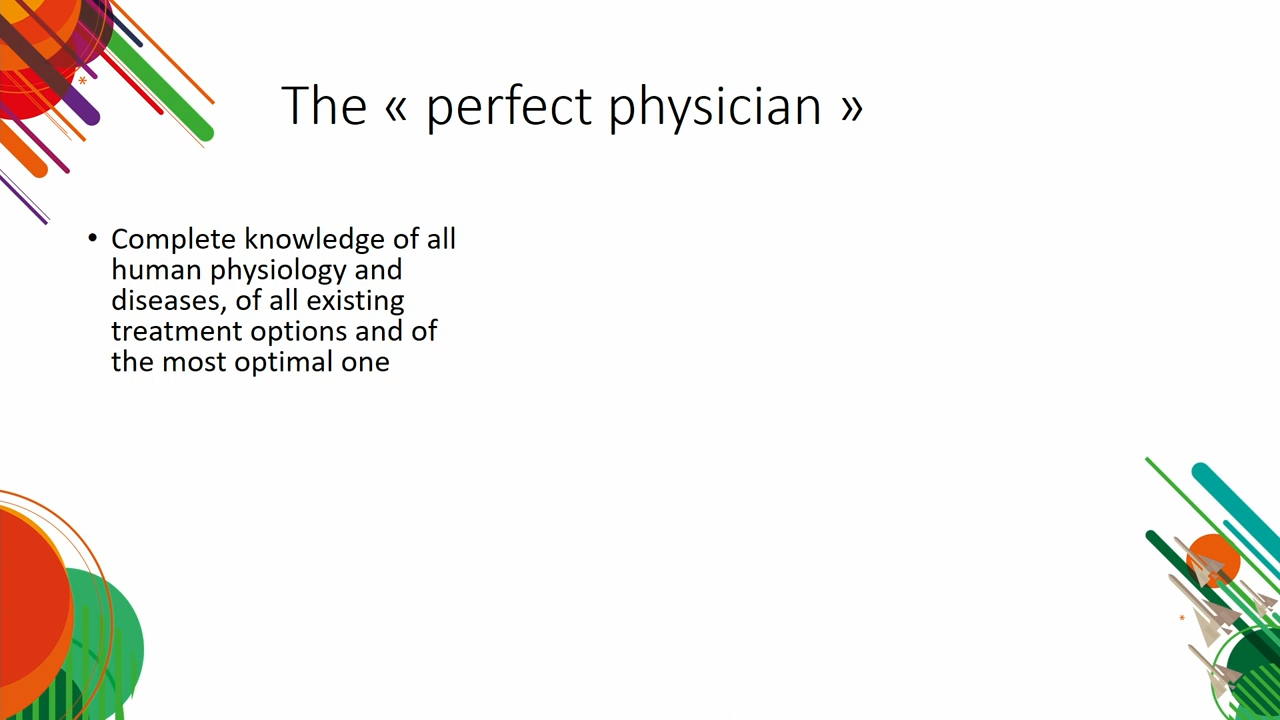 The « perfect physician »
• Complete knowledge of all
human physiology and
diseases, of all existing
treatment options and of
the most optimal one